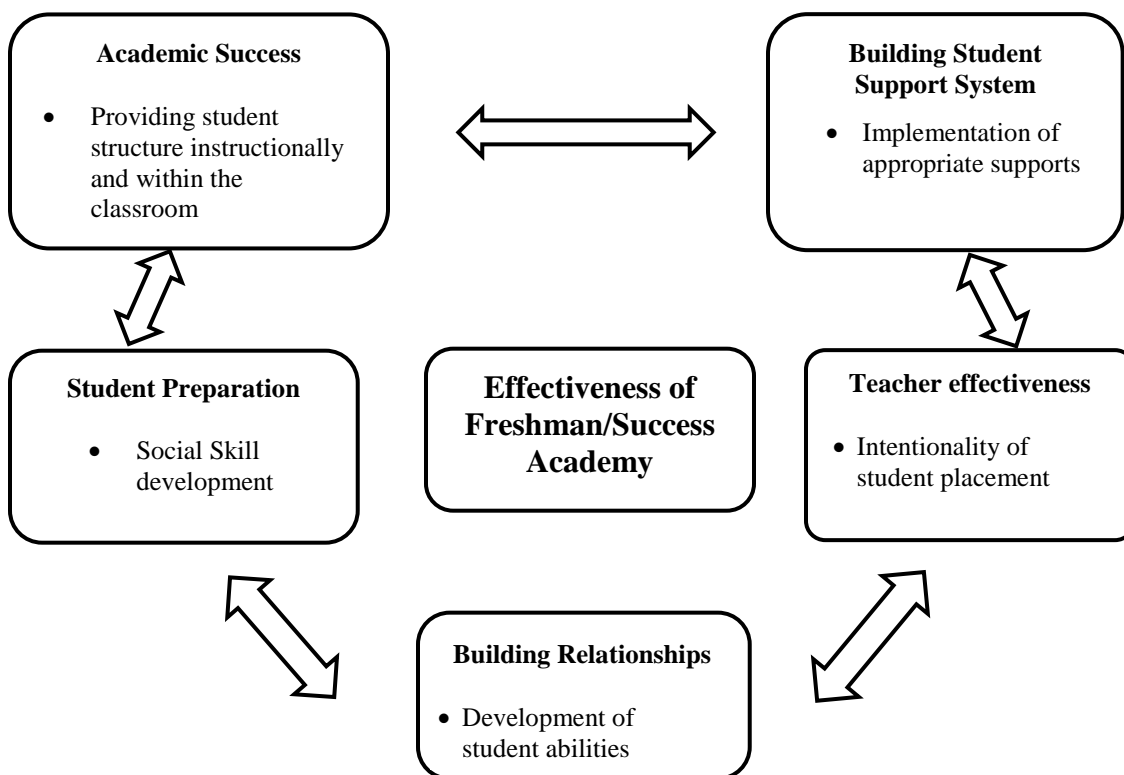 Academic Success
• Providing student
structure instructionally
and within the
classroom
Building Student
Support System
• Implementation of
appropriate supports
Student Preparation
• Social Skill
development
Effectiveness of
Freshman/Success
Academy
Teacher effectiveness
• Intentionality of
student placement
Building Relationships
• Development of
student abilities